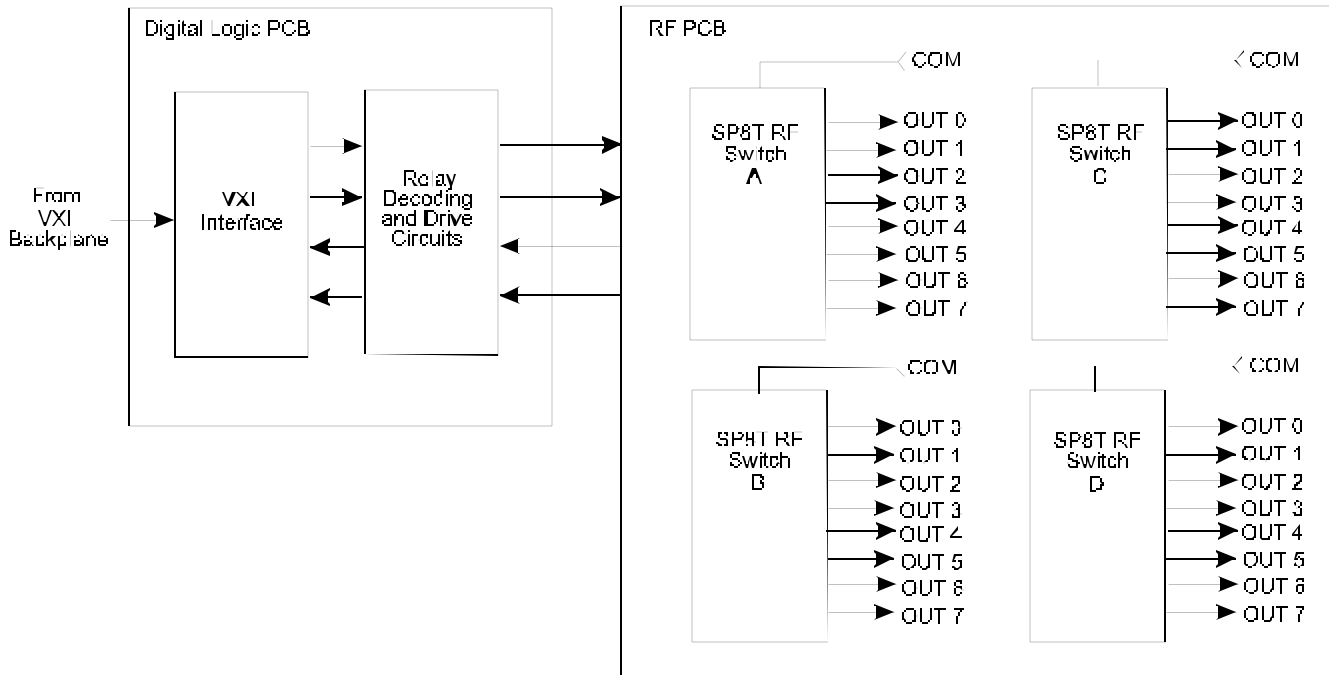 Digital Logic PCB
From
VXI
Backplane
VXI
Interface
Relay
Decoding
and Drive
Circuits
RF PCB
COM
SP8T RF
Switch
A
OUT 0
OUT 1
OUT 2
OUT 3
OUT 4
OUT 5
OUT 6
OUT 7
COM
SP8T RF
Switch
C
OUT 0
OUT 1
OUT 2
OUT 3
OUT 4
OUT 5
OUT 6
OUT 7
COM
SP8T RF
Switch
B
OUT 0
OUT 1
OUT 2
OUT 3
OUT 4
OUT 5
OUT 6
OUT 7
COM
SP8T RF
Switch
D
OUT 0
OUT 1
OUT 2
OUT 3
OUT 4
OUT 5
OUT 6
OUT 7